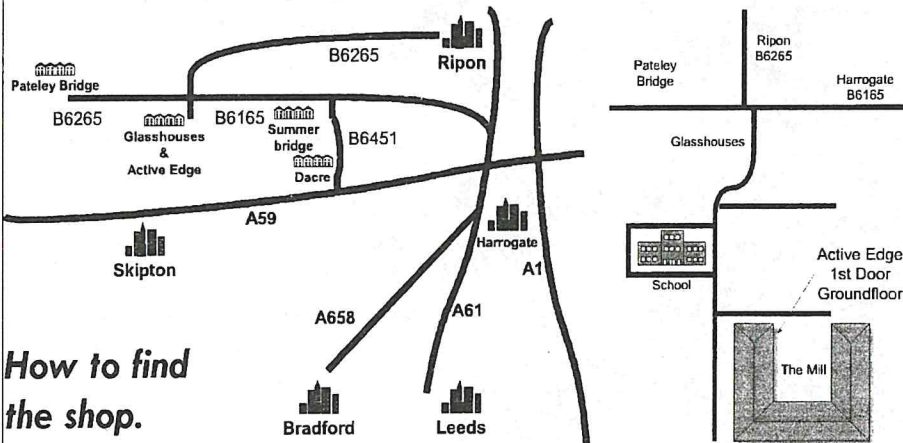 B6265
Ripon
Pateley Bridge
B6265
B6165
Glasshouses
&
Active Edge
Summer
bridge
B6451
Dacre
A59
Skipton
Harrogate
A1
A658
A61
Bradford
Leeds
How to find
the shop.
Pateley
Bridge
Ripon
B6265
Harrogate
B6165
Glasshouses
School
Active Edge
1st Door
Groundfloor
The Mill